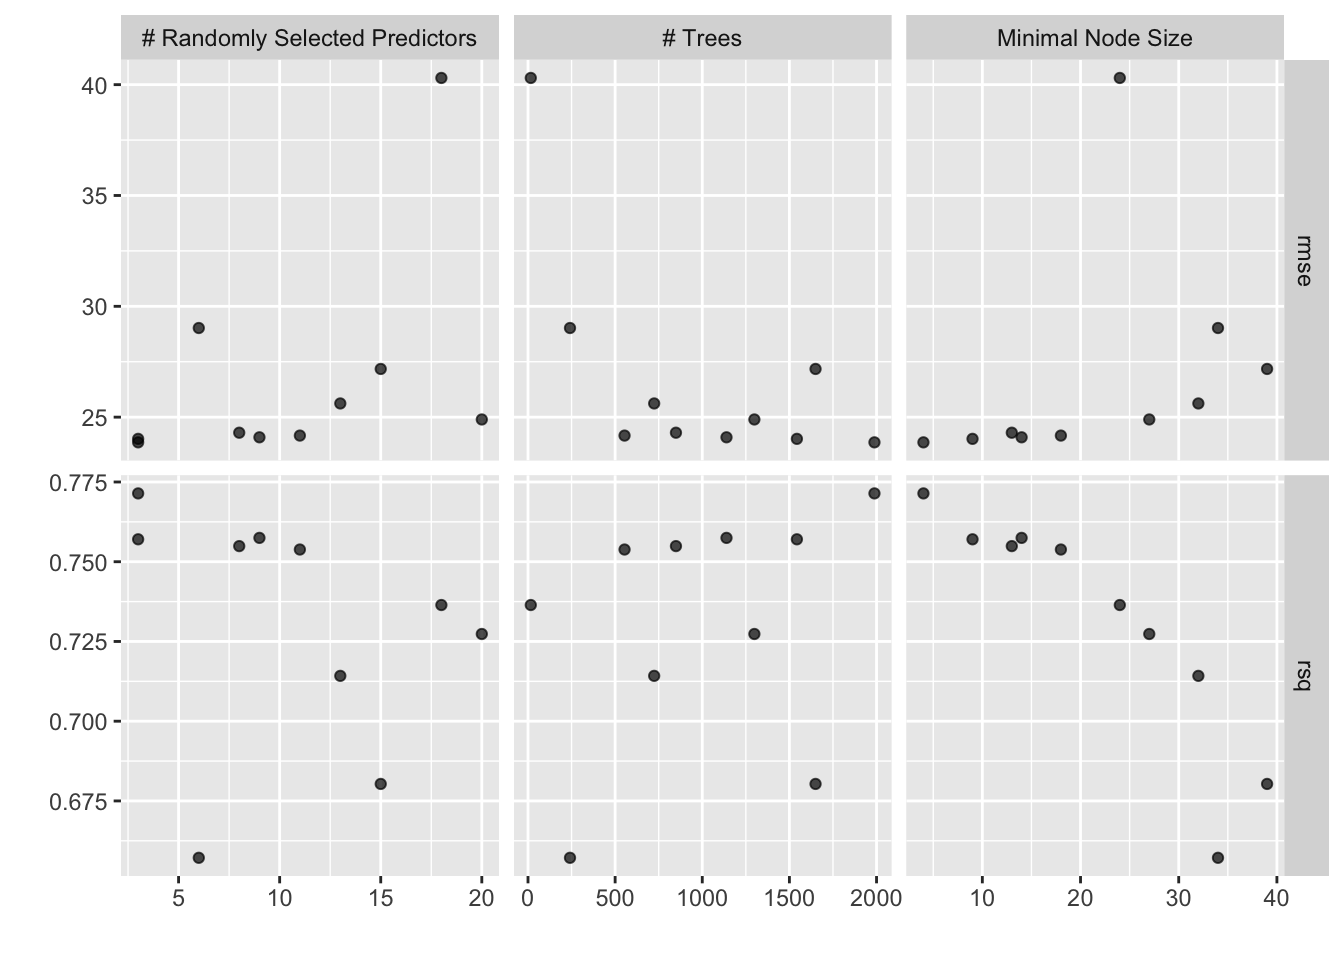 # Randomly Selected Predictors
# Trees
Minimal Node Size
40
35
30
25
rmse
0.775
0.750
0.725
0.700
0.675
rsq
5 10 15 20
0 500 1000 1500 2000
10 20 30 40